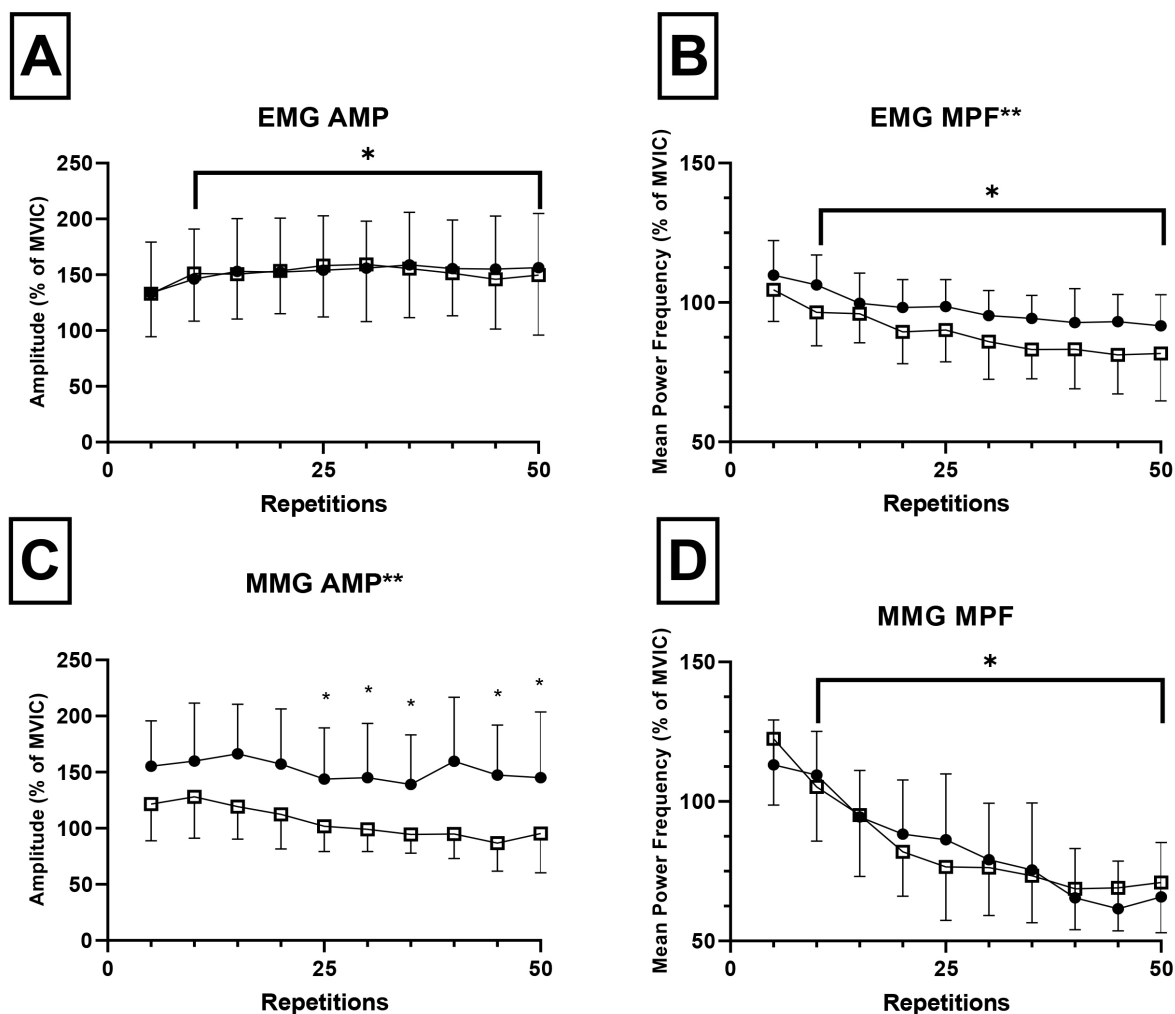 A
EMG AMP
*
Amplitude (% of MVIC)
250
200
150
100
50
0
0
25
50
Repetitions
B
EMG MPF**
*
Mean Power Frequency (% of MVIC)
150
100
50
0
25
50
Repetitions
C
MMG AMP**
* * * * *
Amplitude (% of MVIC)
250
200
150
100
50
0
0
25
50
Repetitions
D
MMG MPF
*
Mean Power Frequency (% of MVIC)
150
100
50
0
25
50
Repetitions